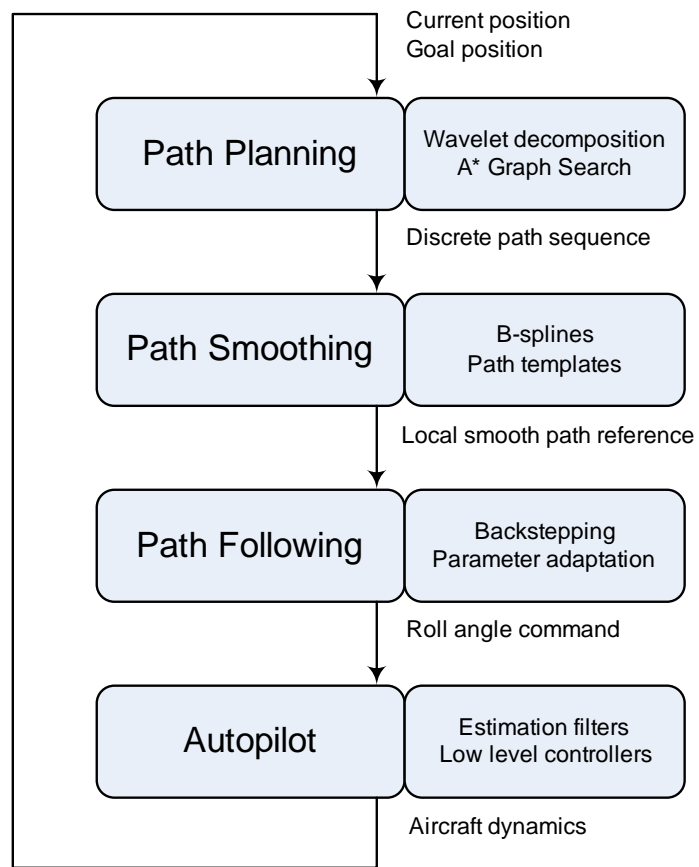 Current position
Goal position
Path Planning
Wavelet decomposition
A* Graph Search
Discrete path sequence
Path Smoothing
B-splines
Path templates
Local smooth path reference
Path Following
Backstepping
Parameter adaptation
Roll angle command
Autopilot
Estimation filters
Low level controllers
Aircraft dynamics